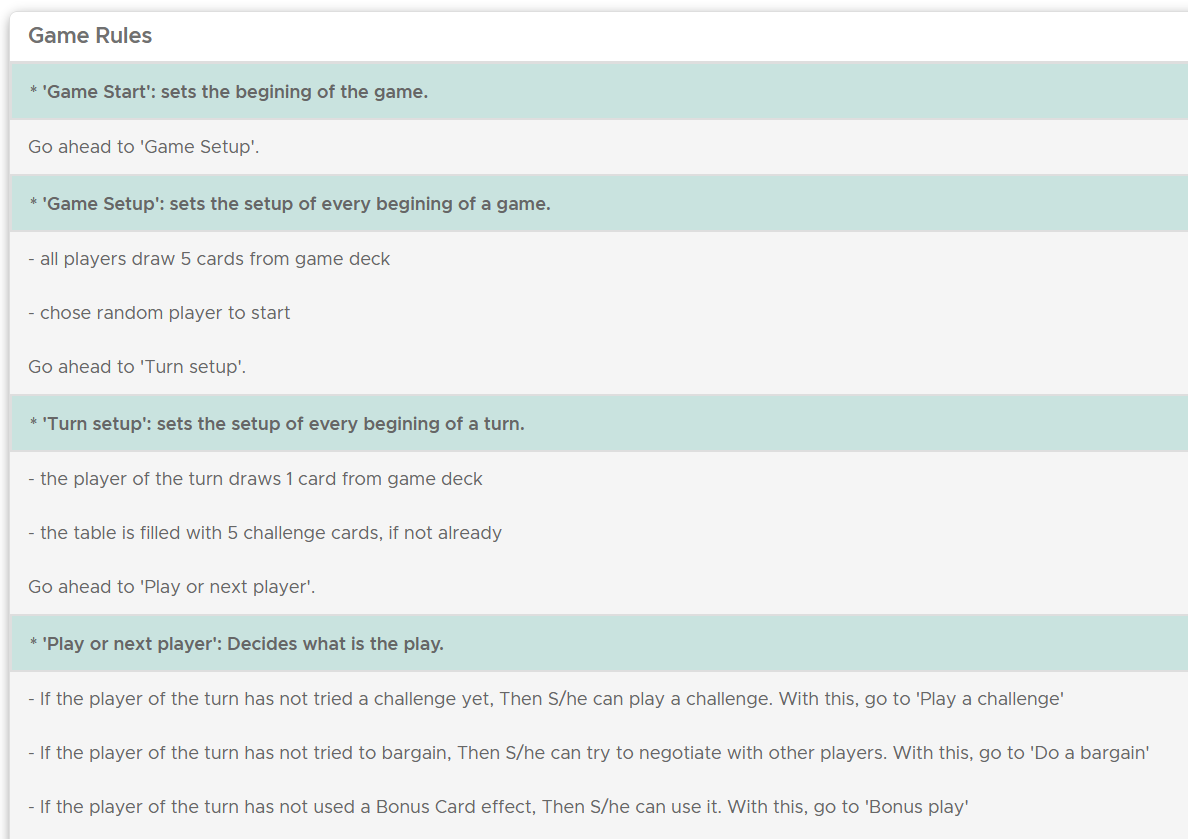 Game Rules
* 'Game Start': sets the begining of the game.
Go ahead to 'Game Setup'.
* 'Game Setup': sets the setup of every begining of a game.
- all players draw 5 cards from game deck
- chose random player to start
Go ahead to 'Turn setup'.
* 'Turn setup': sets the setup of every begining of a turn.
- the player of the turn draws 1 card from game deck
- the table is filled with 5 challenge cards, if not already
Go ahead to 'Play or next player'.
* 'Play or next player': Decides what is the play.
- If the player of the turn has not tried a challenge yet, Then S/he can play a challenge. With this, go to 'Play a challenge'
- If the player of the turn has not tried to bargain, Then S/he can try to negotiate with other players. With this, go to 'Do a bargain'
- If the player of the turn has not used a Bonus Card effect, Then S/he can use it. With this, go to 'Bonus play'